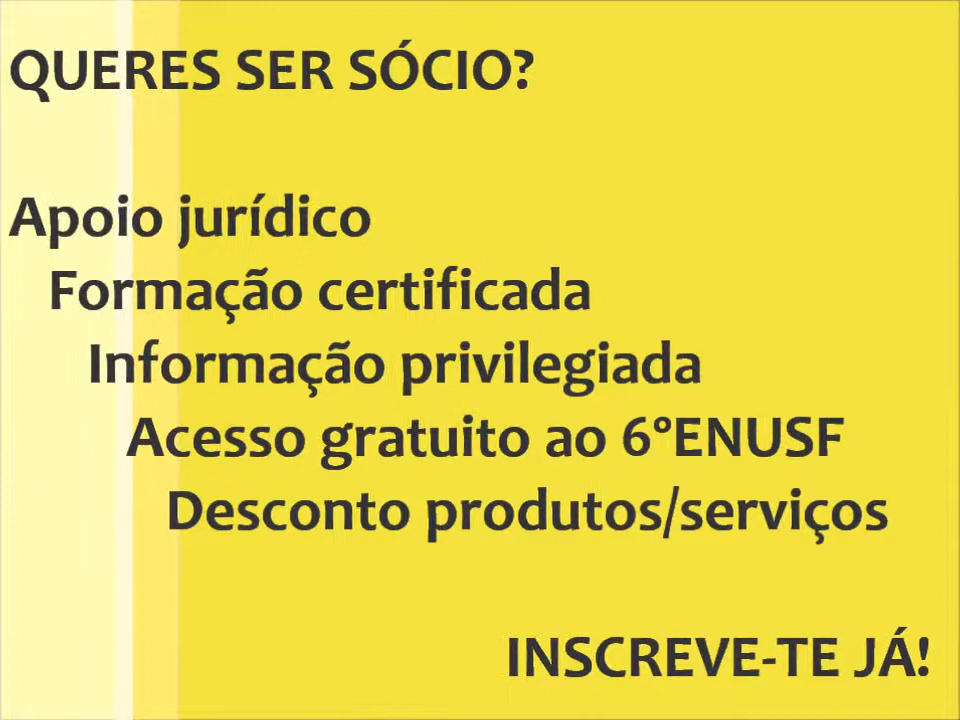 QUERES SER SÓCIO?
Apoio jurídico
Formação certificada
Informação privilegiada
Acesso gratuito ao 6°ENUSF
Desconto produtos/serviços
INSCREVE-TE JÁ!